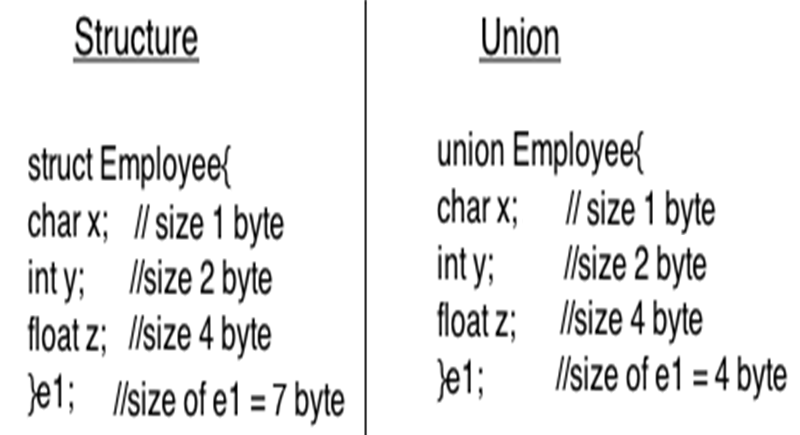 Structure
struct Employee{
char x; // size 1 byte
int y; //size 2 byte
float z; //size 4 byte
}e1; //size of e1 = 7 byte
Union
union Employee{
char x; // size 1 byte
int y; //size 2 byte
float z; //size 4 byte
}e1; //size of e1 = 4 byte